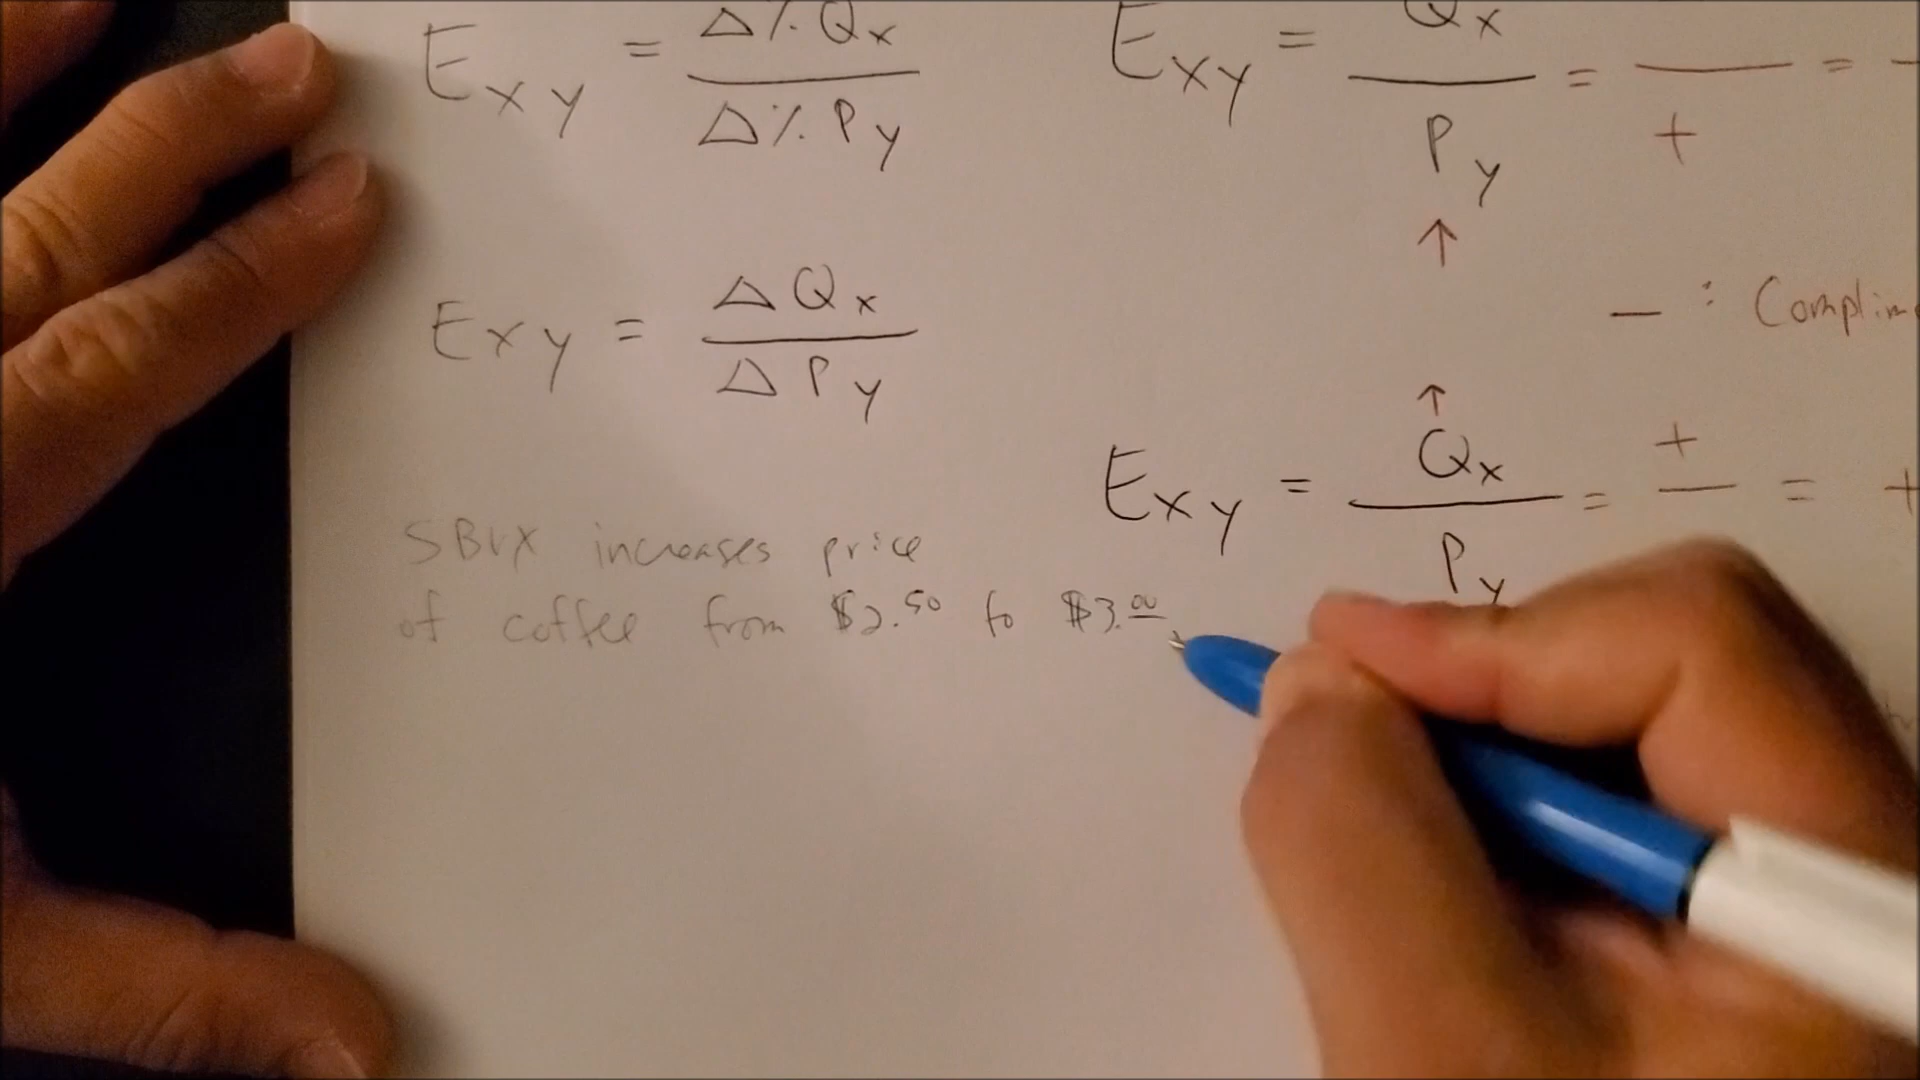 Exy = Δ% Qx / Δ% Py
Exy = ΔQx / ΔPy
SBUX increases price
of coffee from $2.50 to $3.00
Exy = Qx / Py = / + = -
↑
- : Complim
↑
Exy = Qx / Py = + / = +